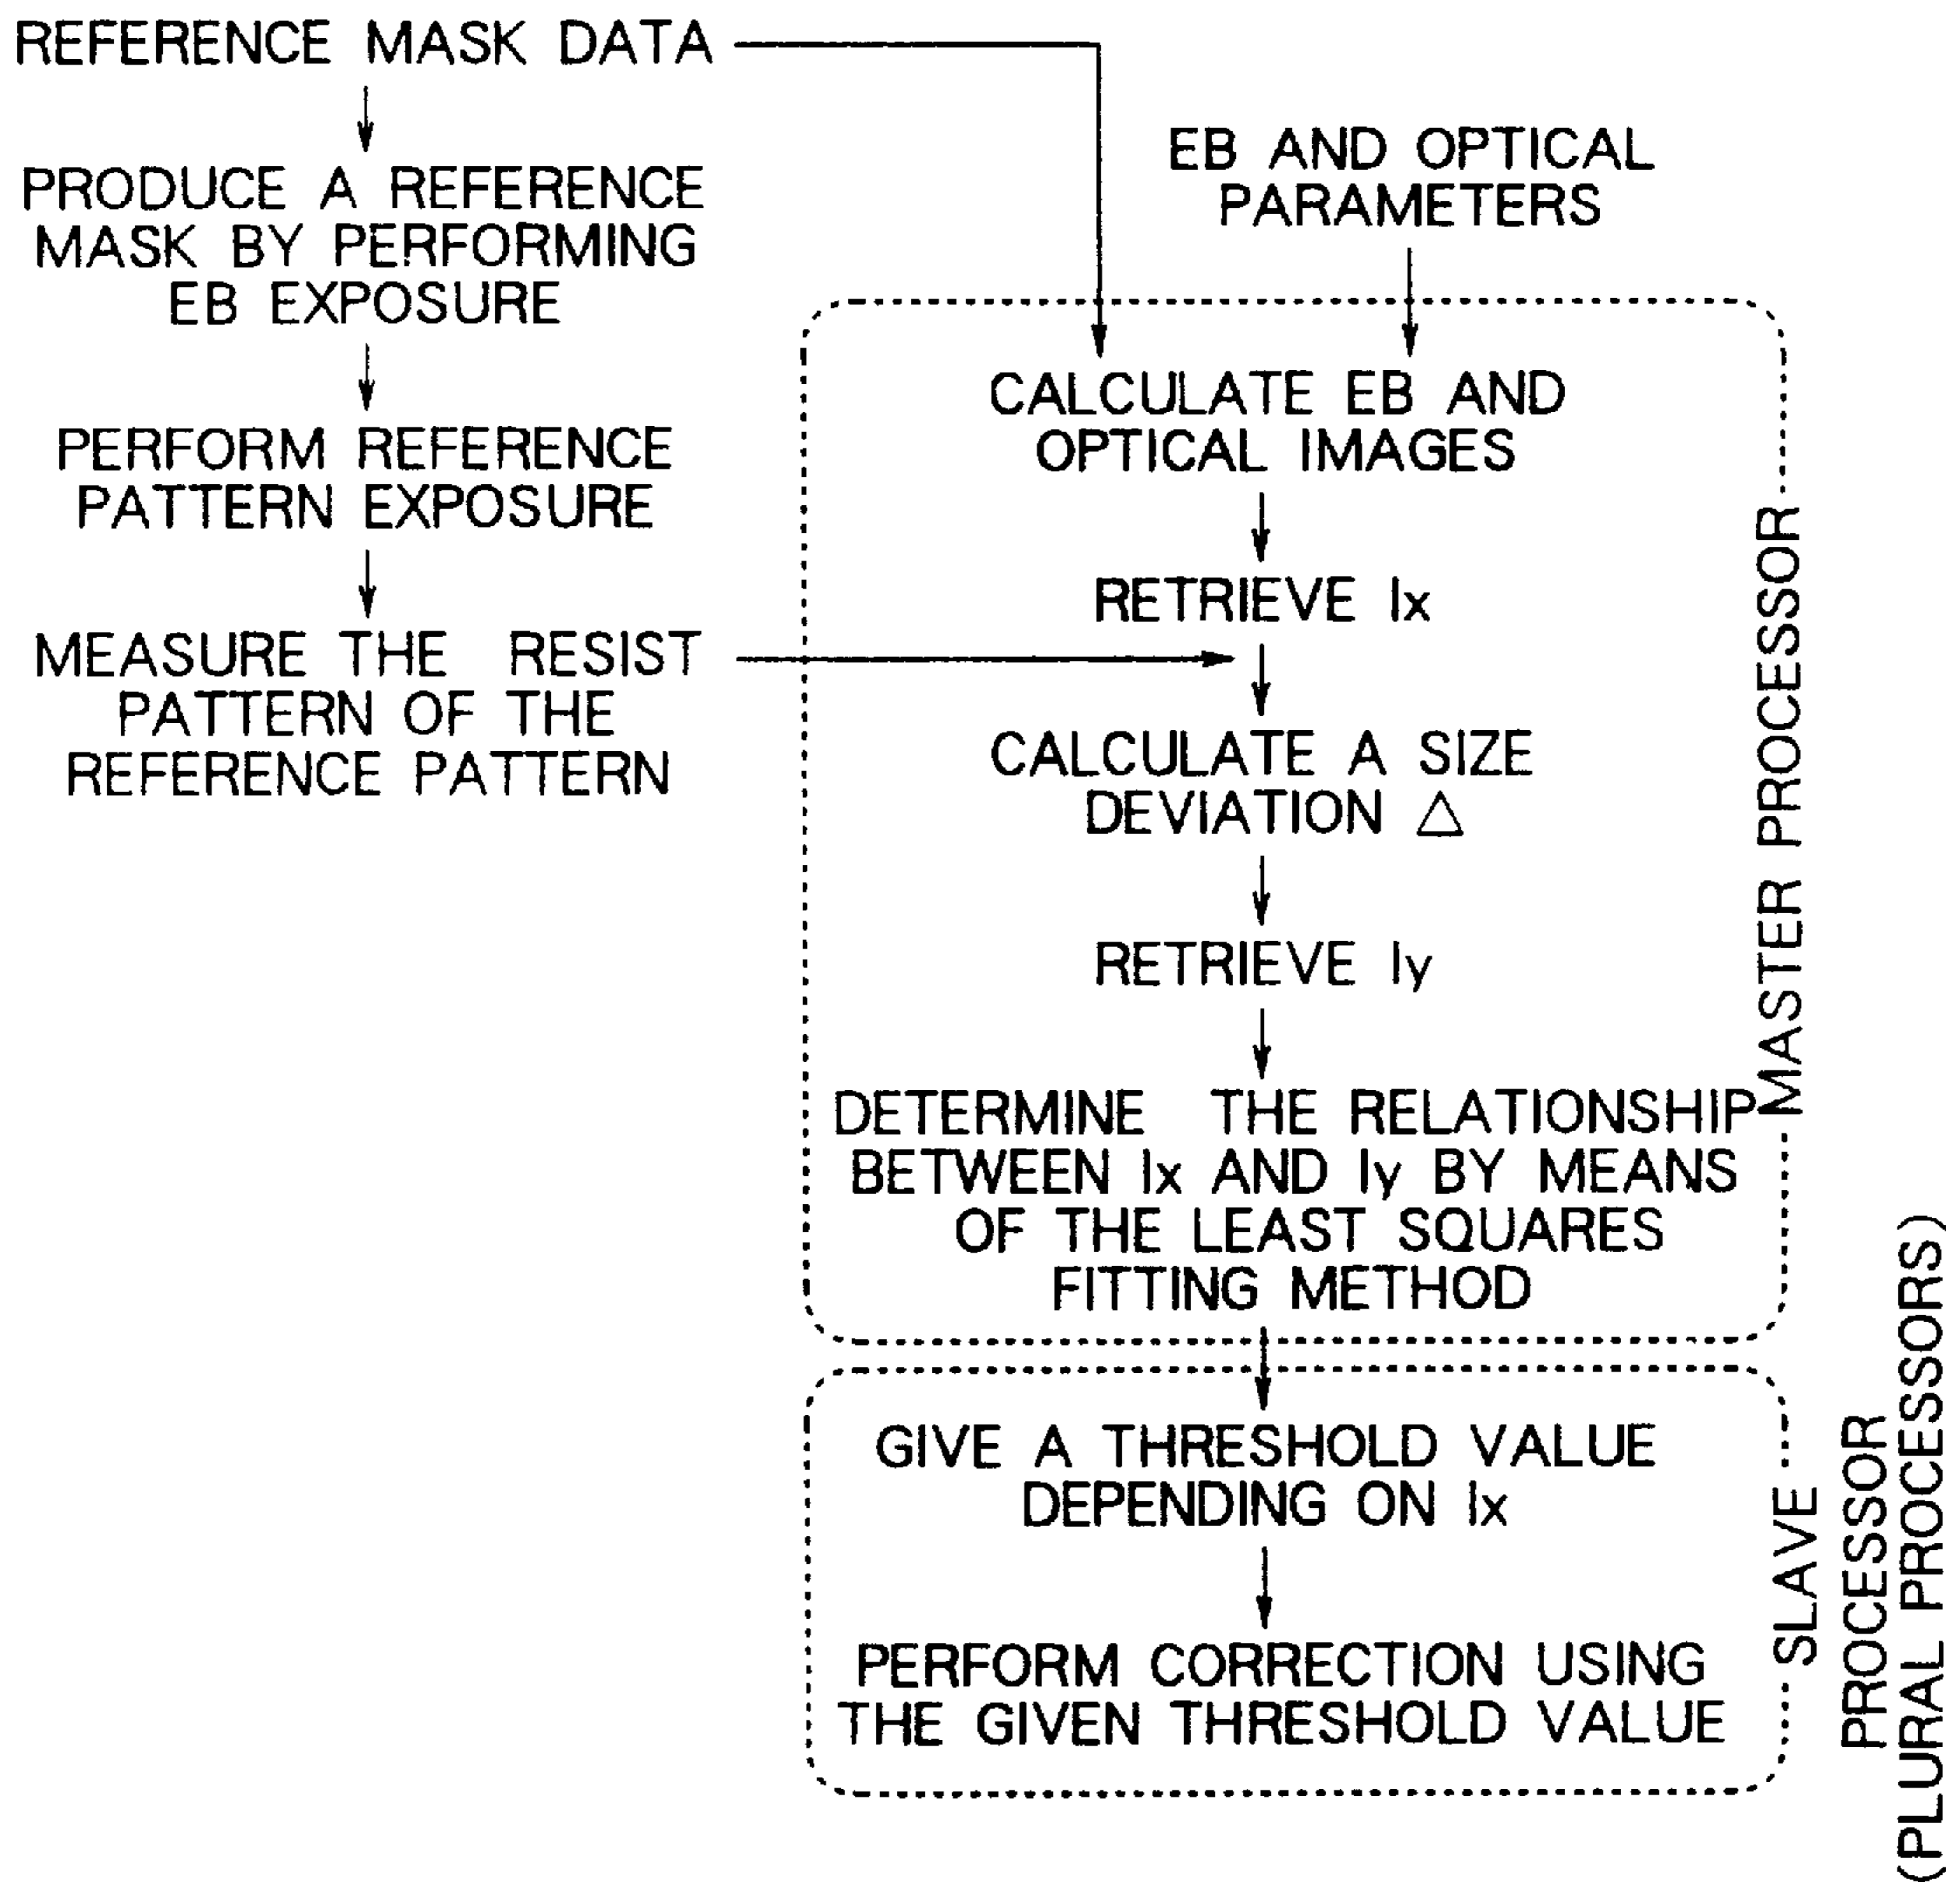 REFERENCE MASK DATA
PRODUCE A REFERENCE
MASK BY PERFORMING
EB EXPOSURE
PERFORM REFERENCE
PATTERN EXPOSURE
MEASURE THE RESIST
PATTERN OF THE
REFERENCE PATTERN
EB AND OPTICAL
PARAMETERS
CALCULATE EB AND
OPTICAL IMAGES
RETRIEVE Ix
CALCULATE A SIZE
DEVIATION △
RETRIEVE Iy
DETERMINE THE RELATIONSHIP
BETWEEN Ix AND Iy BY MEANS
OF THE LEAST SQUARES
FITTING METHOD
MASTER PROCESSOR
GIVE A THRESHOLD VALUE
DEPENDING ON Ix
PERFORM CORRECTION USING
THE GIVEN THRESHOLD VALUE
SLAVE
PROCESSOR
(PLURAL PROCESSORS)